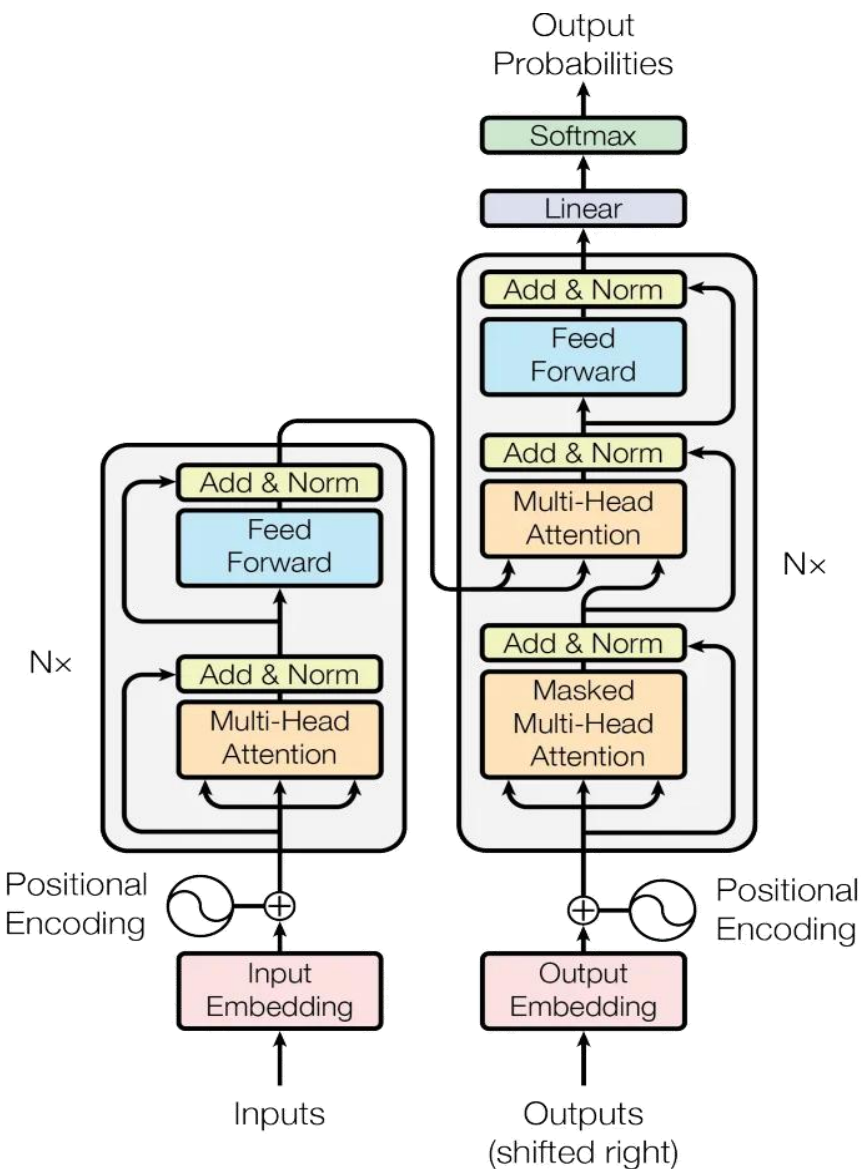 Output
Probabilities
Softmax
Linear
Add & Norm
Feed
Forward
Add & Norm
Multi-Head
Attention
Add & Norm
Masked
Multi-Head
Attention
Nx
Add & Norm
Feed
Forward
Add & Norm
Multi-Head
Attention
Nx
Positional
Encoding
Positional
Encoding
Input
Embedding
Output
Embedding
Inputs
Outputs
(shifted right)